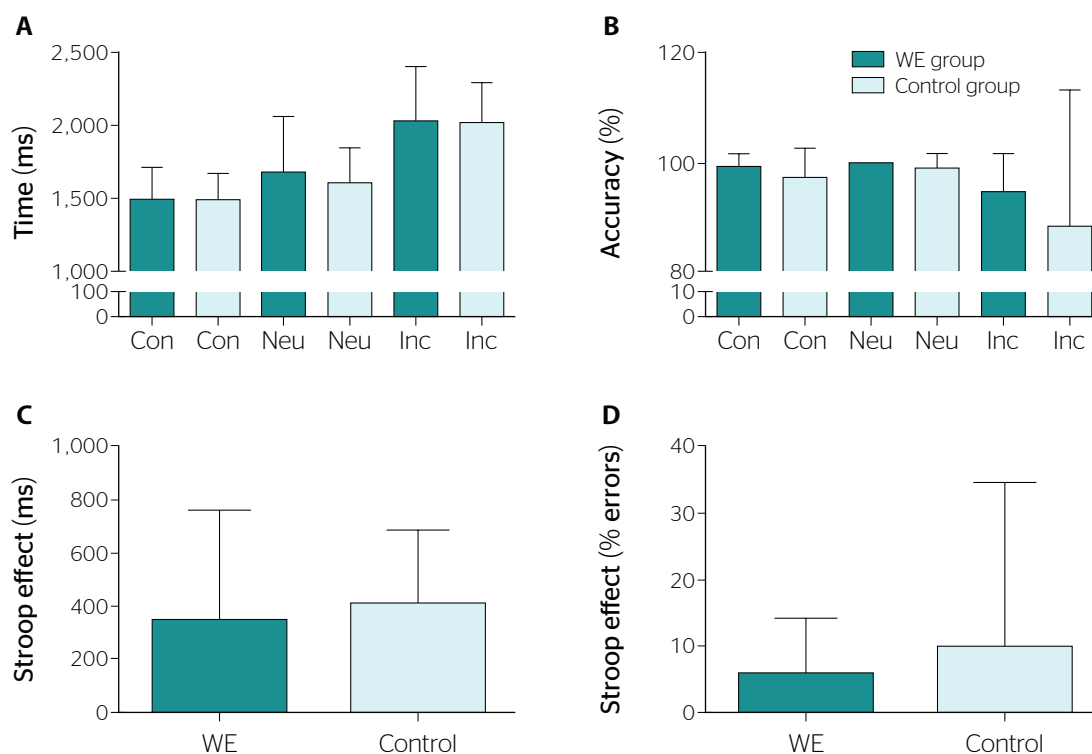 A
Time (ms)
2,500
2,000
1,500
1,000
100
0
Con Con Neu Neu Inc Inc
B
Accuracy (%)
120
100
80
10
0
WE group
Control group
Con Con Neu Neu Inc Inc
C
Stroop effect (ms)
1,000
800
600
400
200
0
WE Control
D
Stroop effect (% errors)
40
30
20
10
0
WE Control